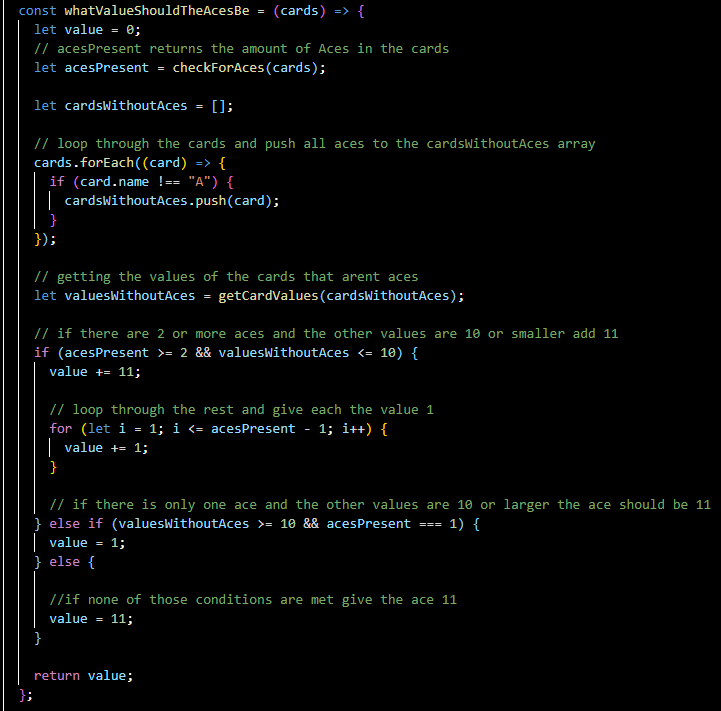 const whatValueShouldTheAcesBe = (cards) => {
let value = 0;
// acesPresent returns the amount of Aces in the cards
let acesPresent = checkForAces(cards);
let cardsWithoutAces = [];
// loop through the cards and push all aces to the cardsWithoutAces array
cards.forEach((card) => {
if (card.name !== "A") {
cardsWithoutAces.push(card);
}
});
// getting the values of the cards that arent aces
let valuesWithoutAces = getCardValues(cardsWithoutAces);
// if there are 2 or more aces and the other values are 10 or smaller add 11
if (acesPresent >= 2 && valuesWithoutAces <= 10) {
value += 11;
// loop through the rest and give each the value 1
for (let i = 1; i <= acesPresent - 1; i++) {
value += 1;
}
// if there is only one ace and the other values are 10 or larger the ace should be 11
} else if (valuesWithoutAces >= 10 && acesPresent === 1) {
value = 1;
} else {
//if none of those conditions are met give the ace 11
value = 11;
}
return value;
};